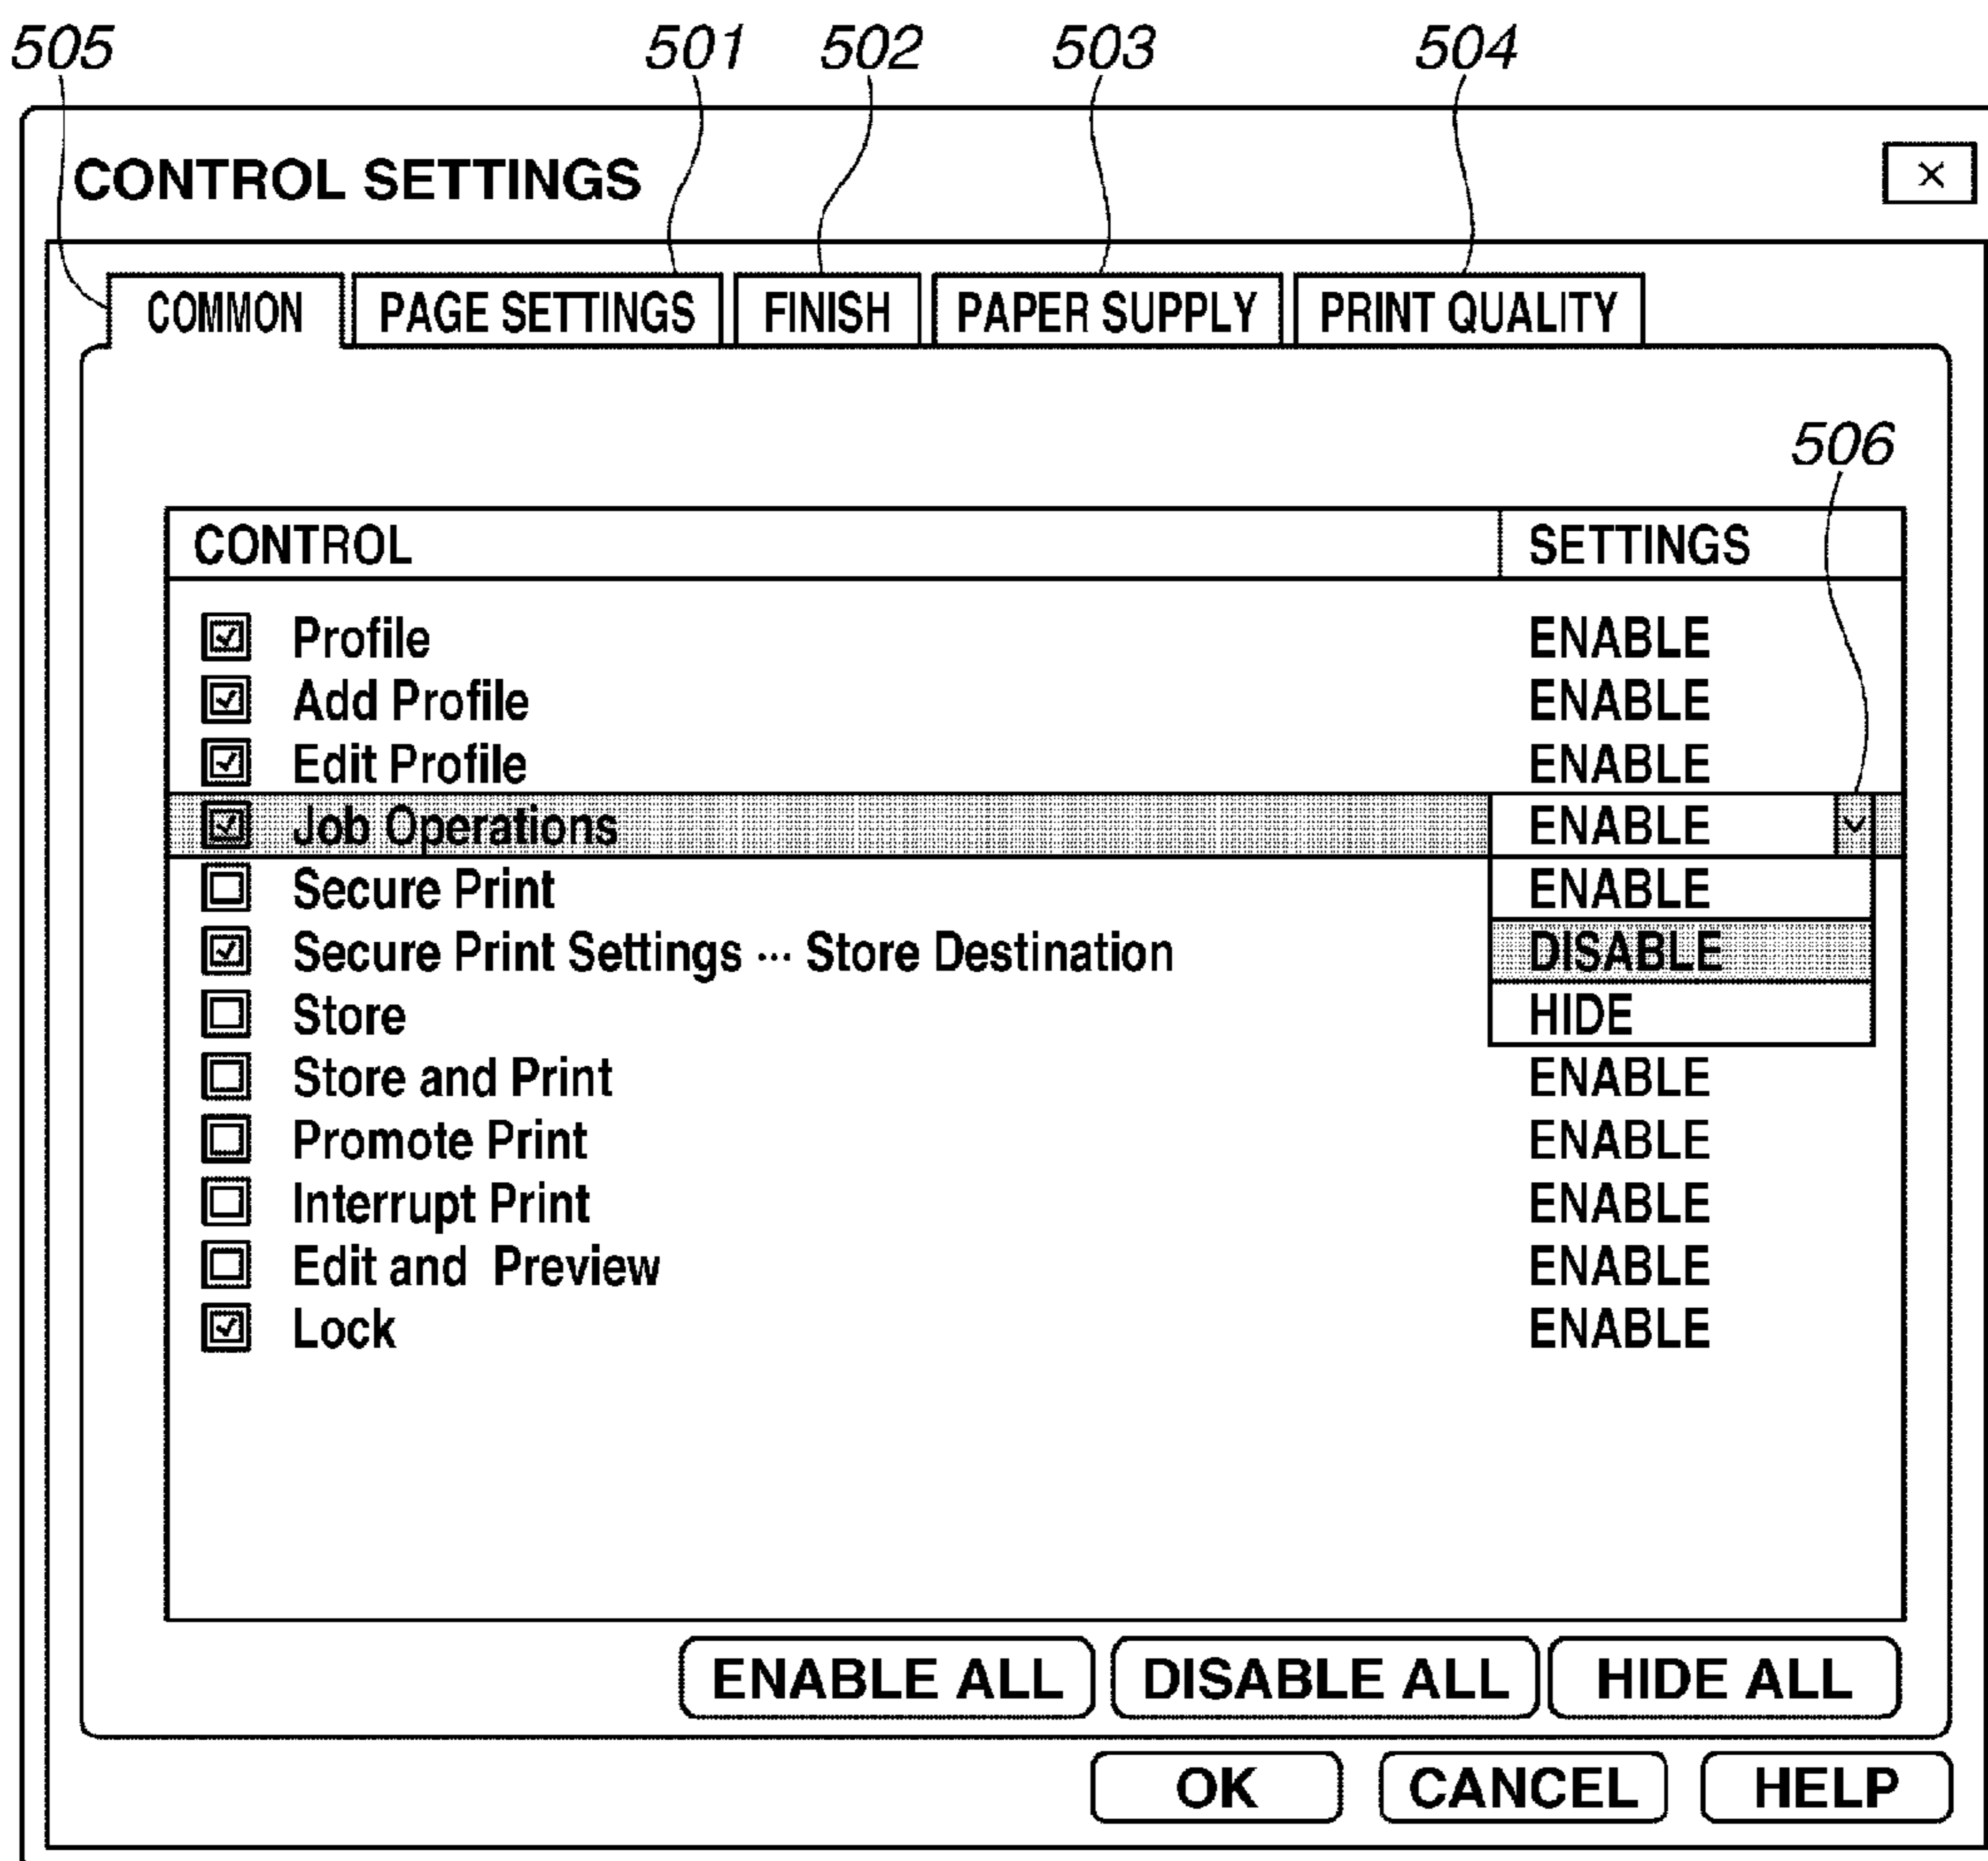 505 501 502 503 504
CONTROL SETTINGS ×
COMMON PAGE SETTINGS FINISH PAPER SUPPLY PRINT QUALITY
506
CONTROL SETTINGS
Profile ENABLE
Add Profile ENABLE
Edit Profile ENABLE
Job Operations ENABLE
Secure Print ENABLE
Secure Print Settings ··· Store Destination DISABLE
Store HIDE
Store and Print ENABLE
Promote Print ENABLE
Interrupt Print ENABLE
Edit and Preview ENABLE
Lock ENABLE
ENABLE ALL DISABLE ALL HIDE ALL
OK CANCEL HELP